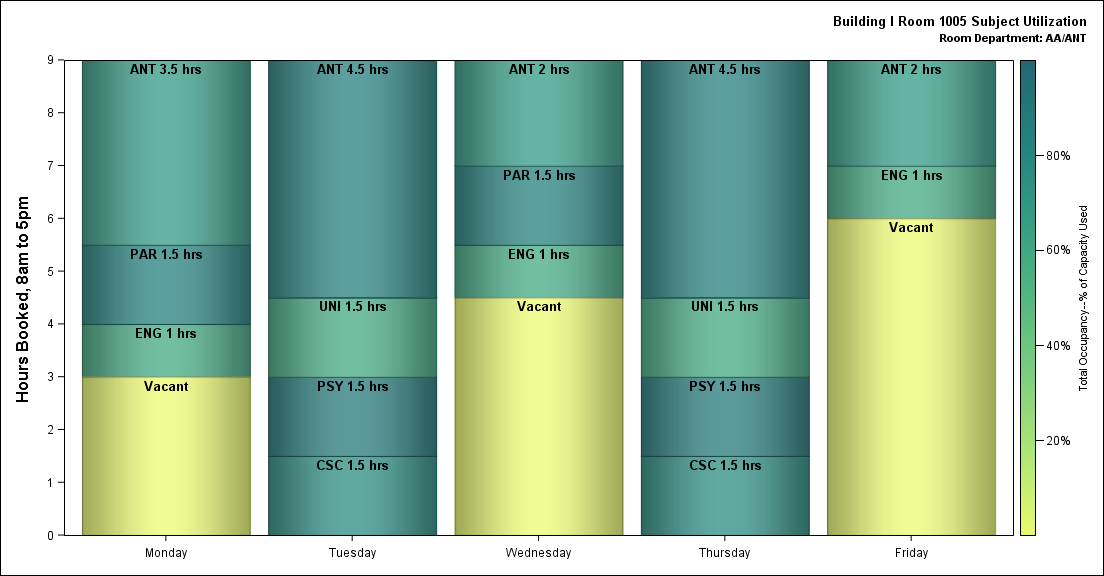 Building I Room 1005 Subject Utilization
Room Department: AA/ANT
Hours Booked, 8am to 5pm
9
8
7
6
5
4
3
2
1
0
ANT 3.5 hrs
PAR 1.5 hrs
ENG 1 hrs
Vacant
Monday
ANT 4.5 hrs
UNI 1.5 hrs
PSY 1.5 hrs
CSC 1.5 hrs
Tuesday
ANT 2 hrs
PAR 1.5 hrs
ENG 1 hrs
Vacant
Wednesday
ANT 4.5 hrs
UNI 1.5 hrs
PSY 1.5 hrs
CSC 1.5 hrs
Thursday
ANT 2 hrs
ENG 1 hrs
Vacant
Friday
80%
60%
40%
20%
Total Occupancy--% of Capacity Used